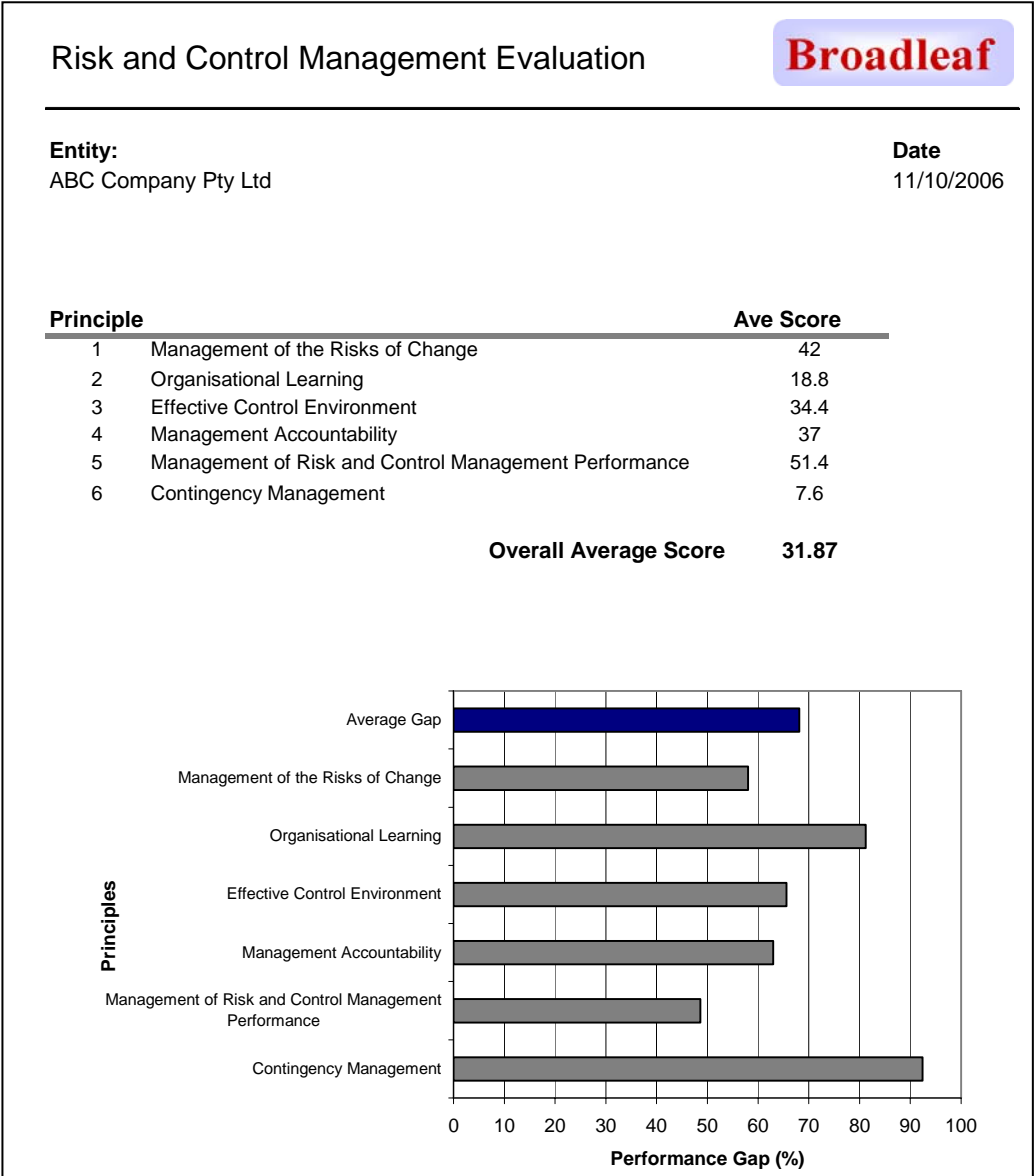 Risk and Control Management Evaluation
Broadleaf
Entity: Date
ABC Company Pty Ltd 11/10/2006
Principle Ave Score
1 Management of the Risks of Change 42
2 Organisational Learning 18.8
3 Effective Control Environment 34.4
4 Management Accountability 37
5 Management of Risk and Control Management Performance 51.4
6 Contingency Management 7.6
Overall Average Score 31.87
Principles
Average Gap
Management of the Risks of Change
Organisational Learning
Effective Control Environment
Management Accountability
Management of Risk and Control Management
Performance
Contingency Management
0 10 20 30 40 50 60 70 80 90 100
Performance Gap (%)